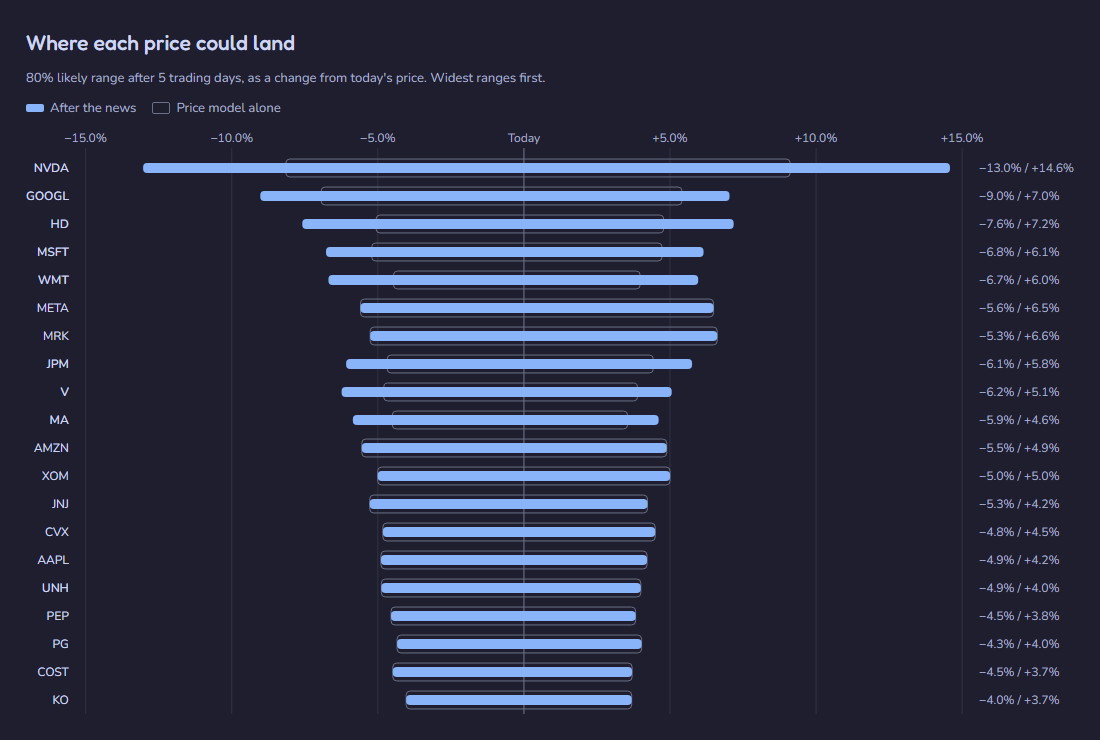 Where each price could land
80% likely range after 5 trading days, as a change from today's price. Widest ranges first.
After the news Price model alone
−15.0% −10.0% −5.0% Today +5.0% +10.0% +15.0%
NVDA −13.0% / +14.6%
GOOGL −9.0% / +7.0%
HD −7.6% / +7.2%
MSFT −6.8% / +6.1%
WMT −6.7% / +6.0%
META −5.6% / +6.5%
MRK −5.3% / +6.6%
JPM −6.1% / +5.8%
V −6.2% / +5.1%
MA −5.9% / +4.6%
AMZN −5.5% / +4.9%
XOM −5.0% / +5.0%
JNJ −5.3% / +4.2%
CVX −4.8% / +4.5%
AAPL −4.9% / +4.2%
UNH −4.9% / +4.0%
PEP −4.5% / +3.8%
PG −4.3% / +4.0%
COST −4.5% / +3.7%
KO −4.0% / +3.7%